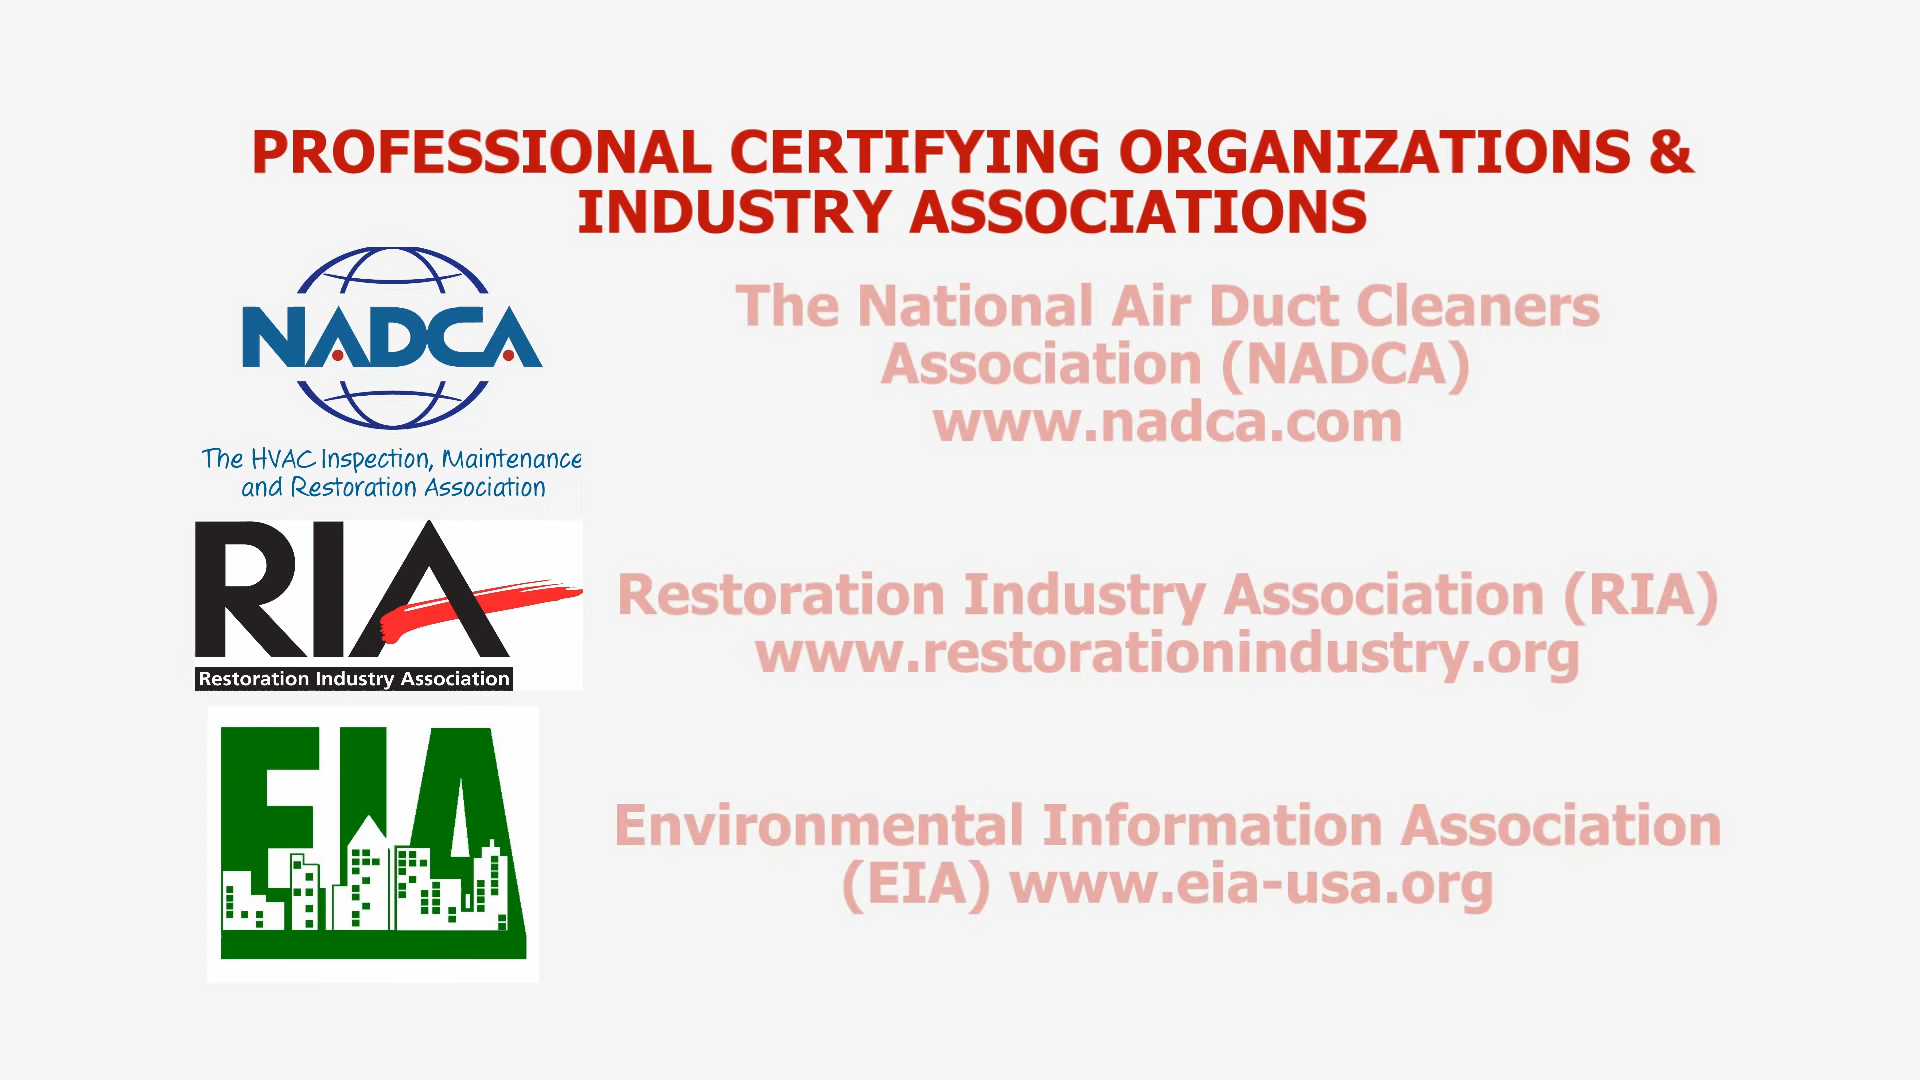 PROFESSIONAL CERTIFYING ORGANIZATIONS &
INDUSTRY ASSOCIATIONS
NADCA
The HVAC Inspection, Maintenance
and Restoration Association
The National Air Duct Cleaners
Association (NADCA)
www.nadca.com
RIA
Restoration Industry Association
Restoration Industry Association (RIA)
www.restorationindustry.org
EIA
Environmental Information Association
(EIA) www.eia-usa.org